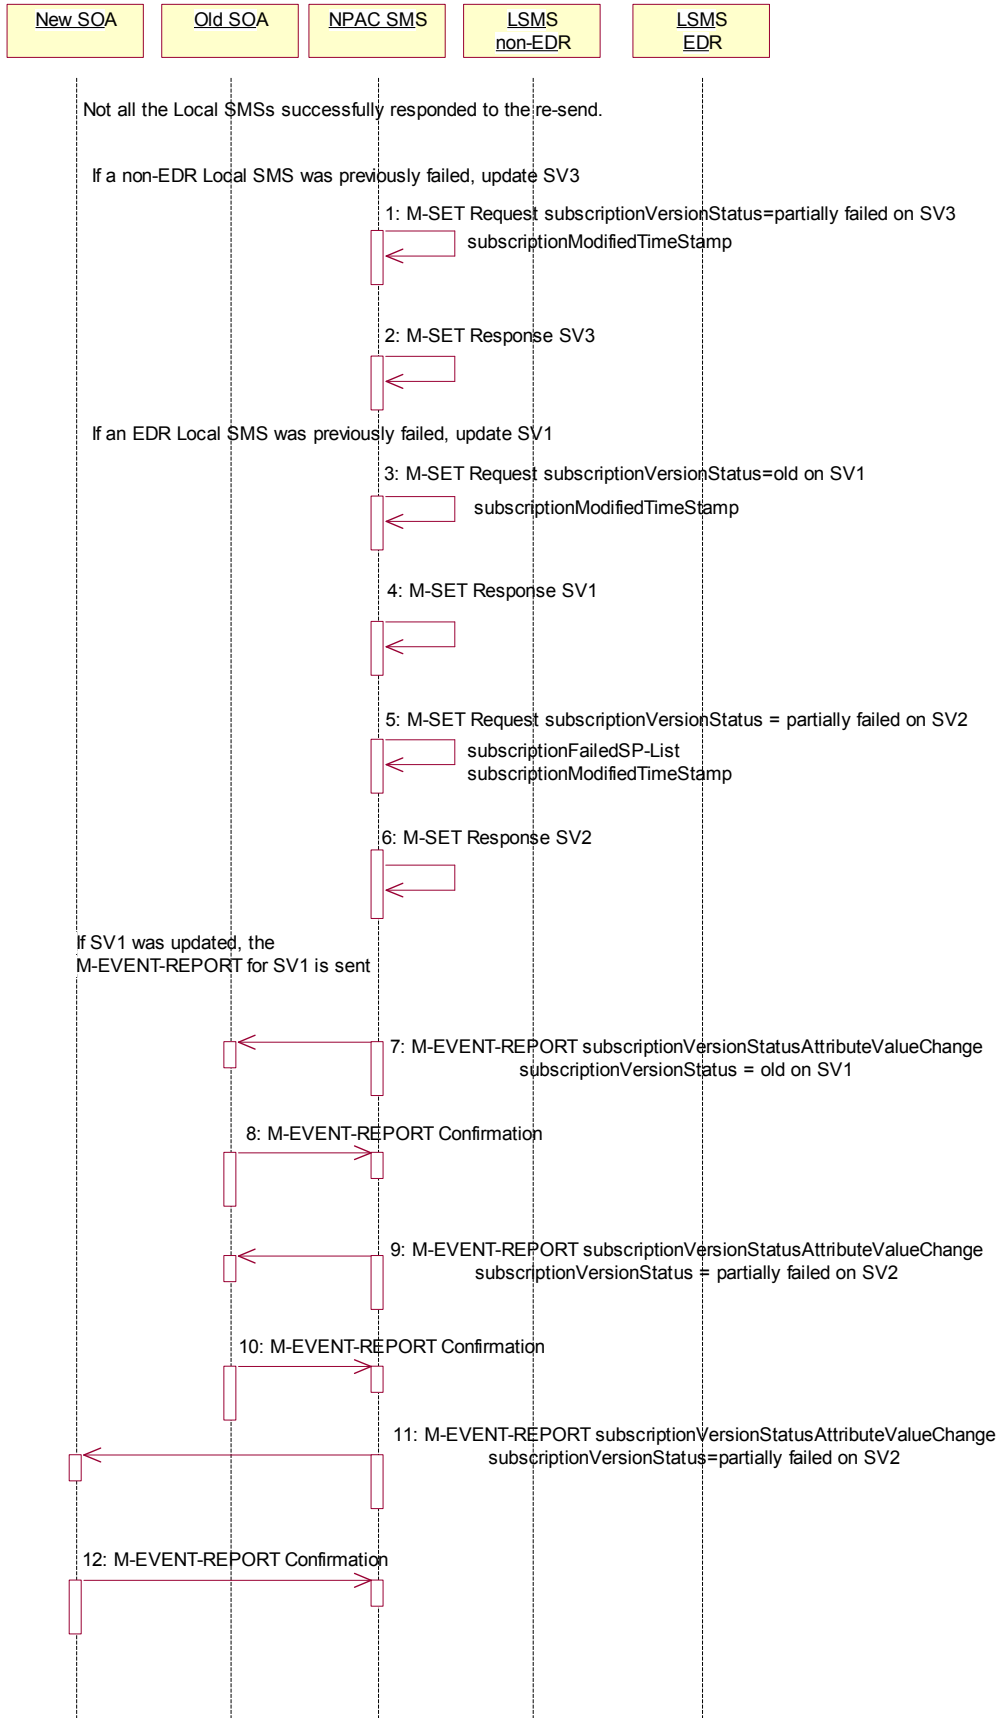 New SOA
Old SOA
NPAC SMS
LSMS
non-EDR
LSMS
EDR
Not all the Local SMSs successfully responded to the re-send.
If a non-EDR Local SMS was previously failed, update SV3
1: M-SET Request subscriptionVersionStatus=partially failed on SV3
subscriptionModifiedTimeStamp
2: M-SET Response SV3
If an EDR Local SMS was previously failed, update SV1
3: M-SET Request subscriptionVersionStatus=old on SV1
subscriptionModifiedTimeStamp
4: M-SET Response SV1
5: M-SET Request subscriptionVersionStatus = partially failed on SV2
subscriptionFailedSP-List
subscriptionModifiedTimeStamp
6: M-SET Response SV2
If SV1 was updated, the
M-EVENT-REPORT for SV1 is sent
7: M-EVENT-REPORT subscriptionVersionStatusAttributeValueChange
subscriptionVersionStatus = old on SV1
8: M-EVENT-REPORT Confirmation
9: M-EVENT-REPORT subscriptionVersionStatusAttributeValueChange
subscriptionVersionStatus = partially failed on SV2
10: M-EVENT-REPORT Confirmation
11: M-EVENT-REPORT subscriptionVersionStatusAttributeValueChange
subscriptionVersionStatus=partially failed on SV2
12: M-EVENT-REPORT Confirmation